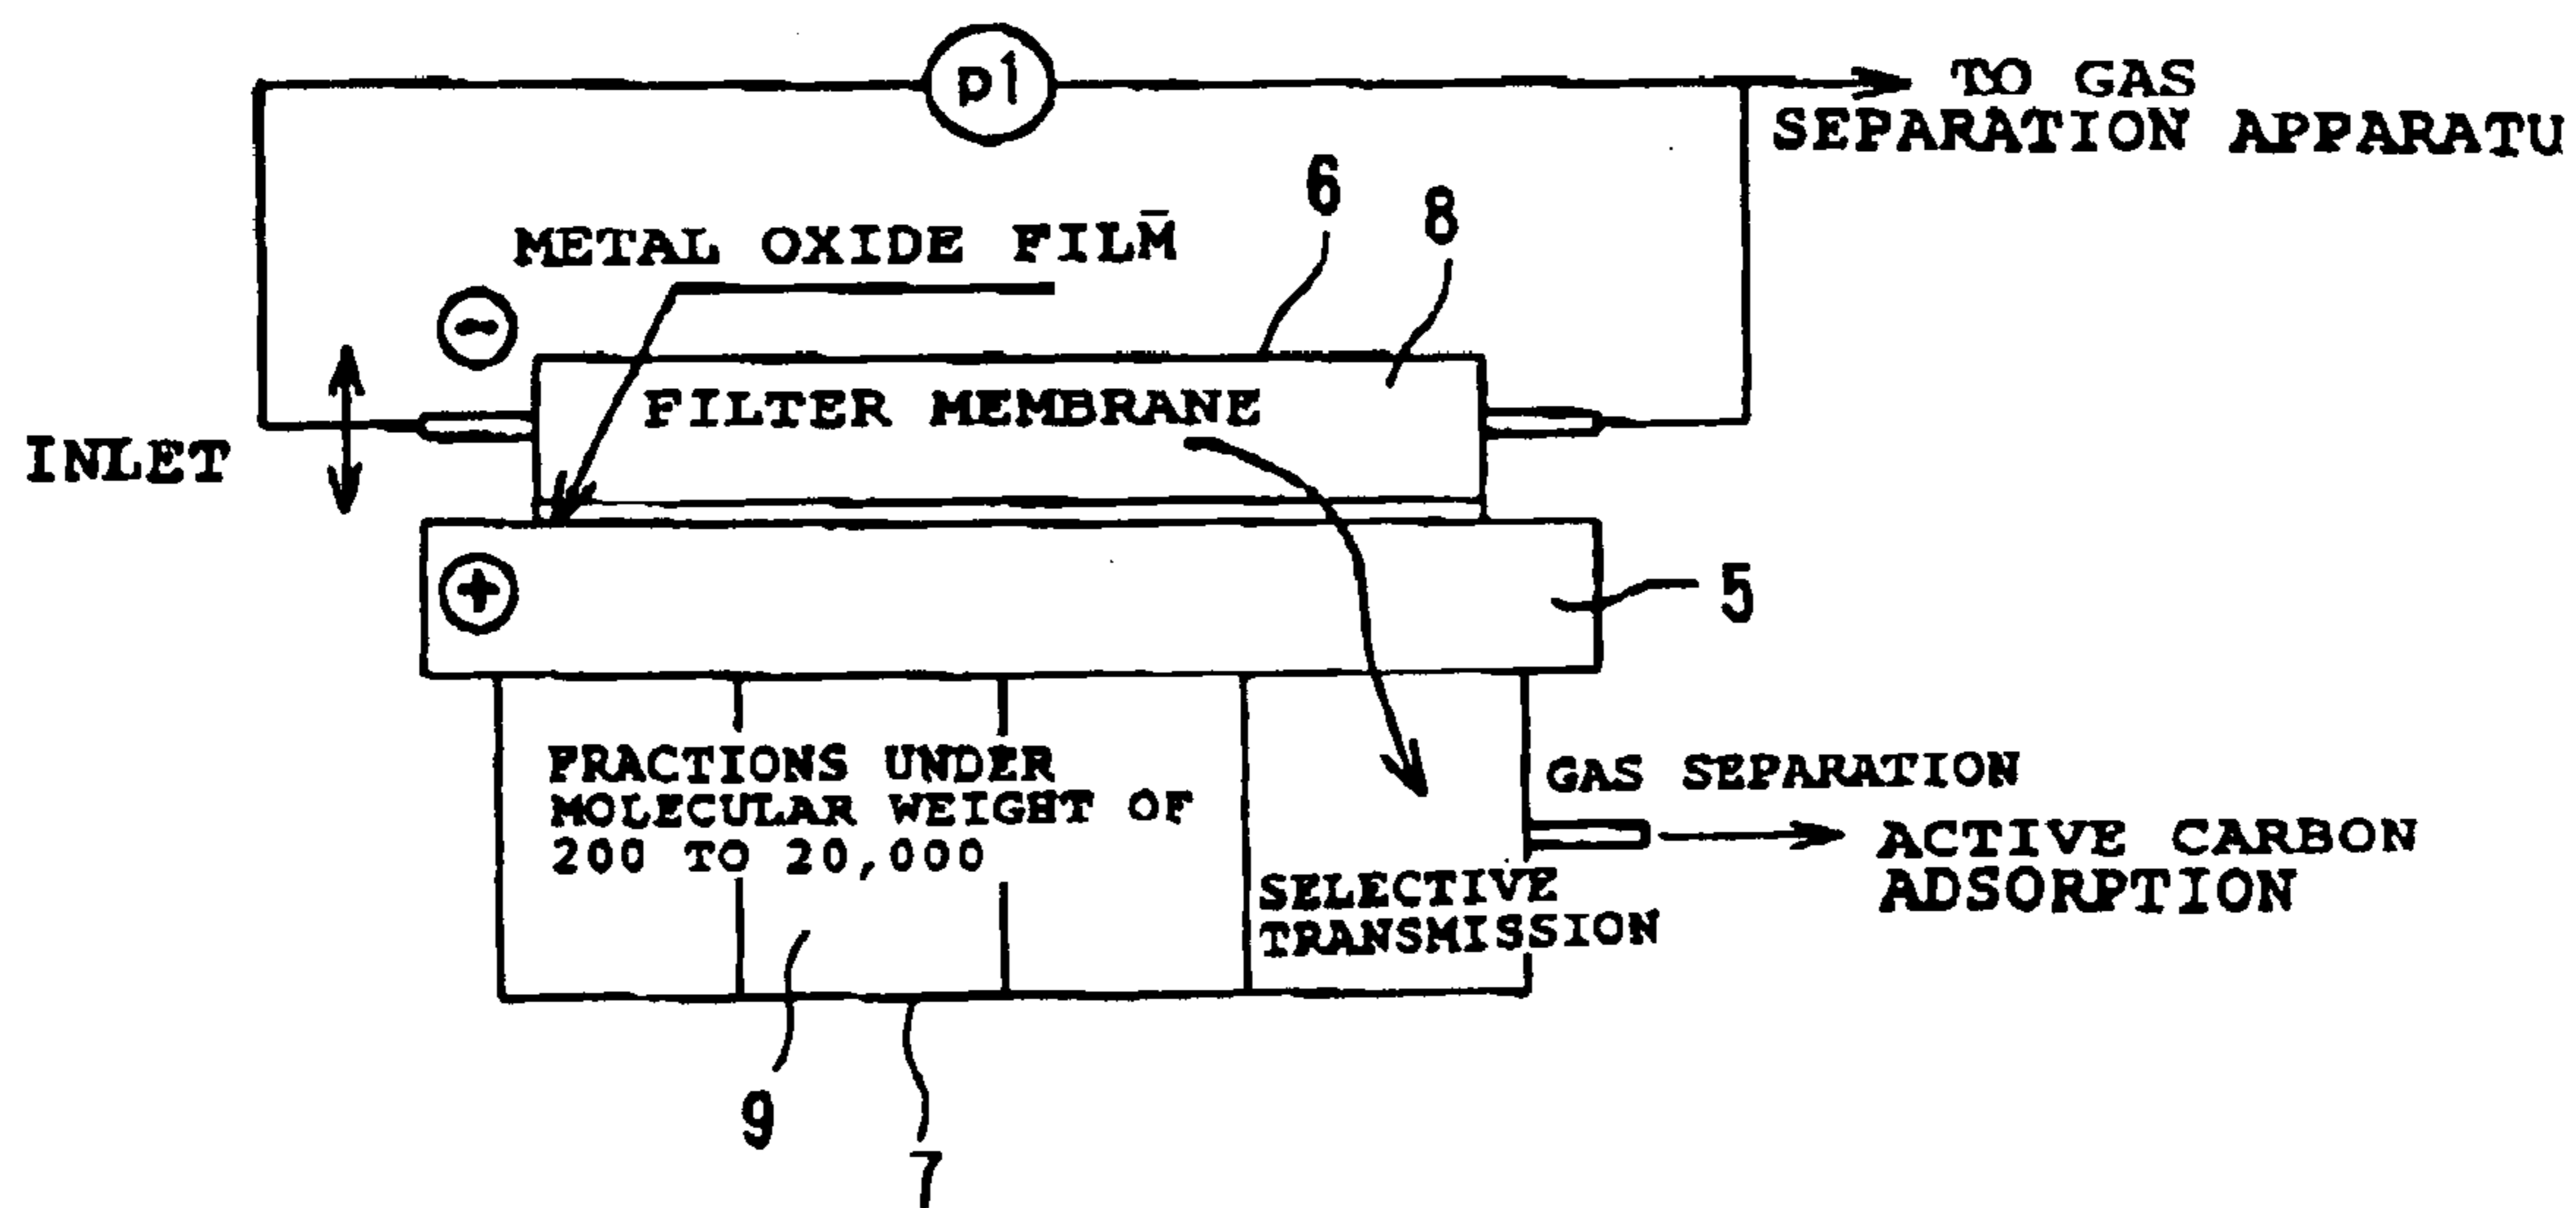 p1
TO GAS
SEPARATION APPARATU
6
8
METAL OXIDE FILM
−
FILTER MEMBRANE
INLET
+
5
FRACTIONS UNDER
MOLECULAR WEIGHT OF
200 TO 20,000
GAS SEPARATION
ACTIVE CARBON
ADSORPTION
SELECTIVE
TRANSMISSION
9
7